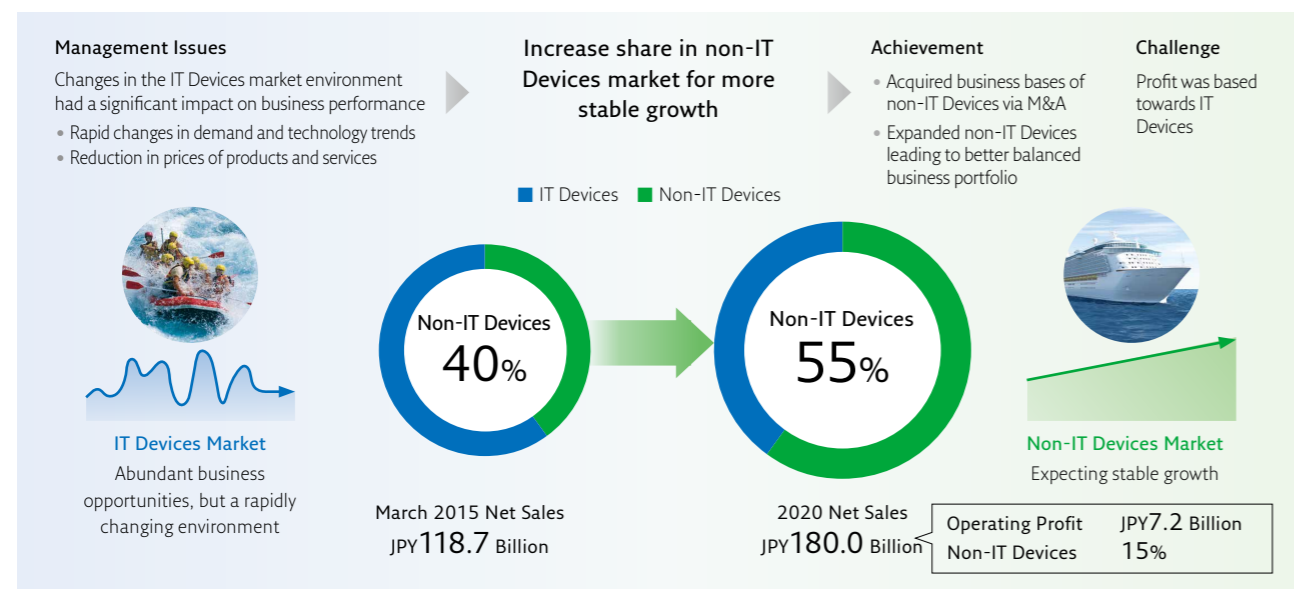 Management Issues
Changes in the IT Devices market environment
had a significant impact on business performance
• Rapid changes in demand and technology trends
• Reduction in prices of products and services
Increase share in non-IT
Devices market for more
stable growth
Achievement
• Acquired business bases of
non-IT Devices via M&A
• Expanded non-IT Devices
leading to better balanced
business portfolio
Challenge
Profit was based
towards IT
Devices
IT Devices
Non-IT Devices
Non-IT Devices
40%
Non-IT Devices
55%
IT Devices Market
Abundant business
opportunities, but a rapidly
changing environment
March 2015 Net Sales
JPY118.7 Billion
2020 Net Sales
JPY180.0 Billion
Operating Profit JPY7.2 Billion
Non-IT Devices 15%
Non-IT Devices Market
Expecting stable growth